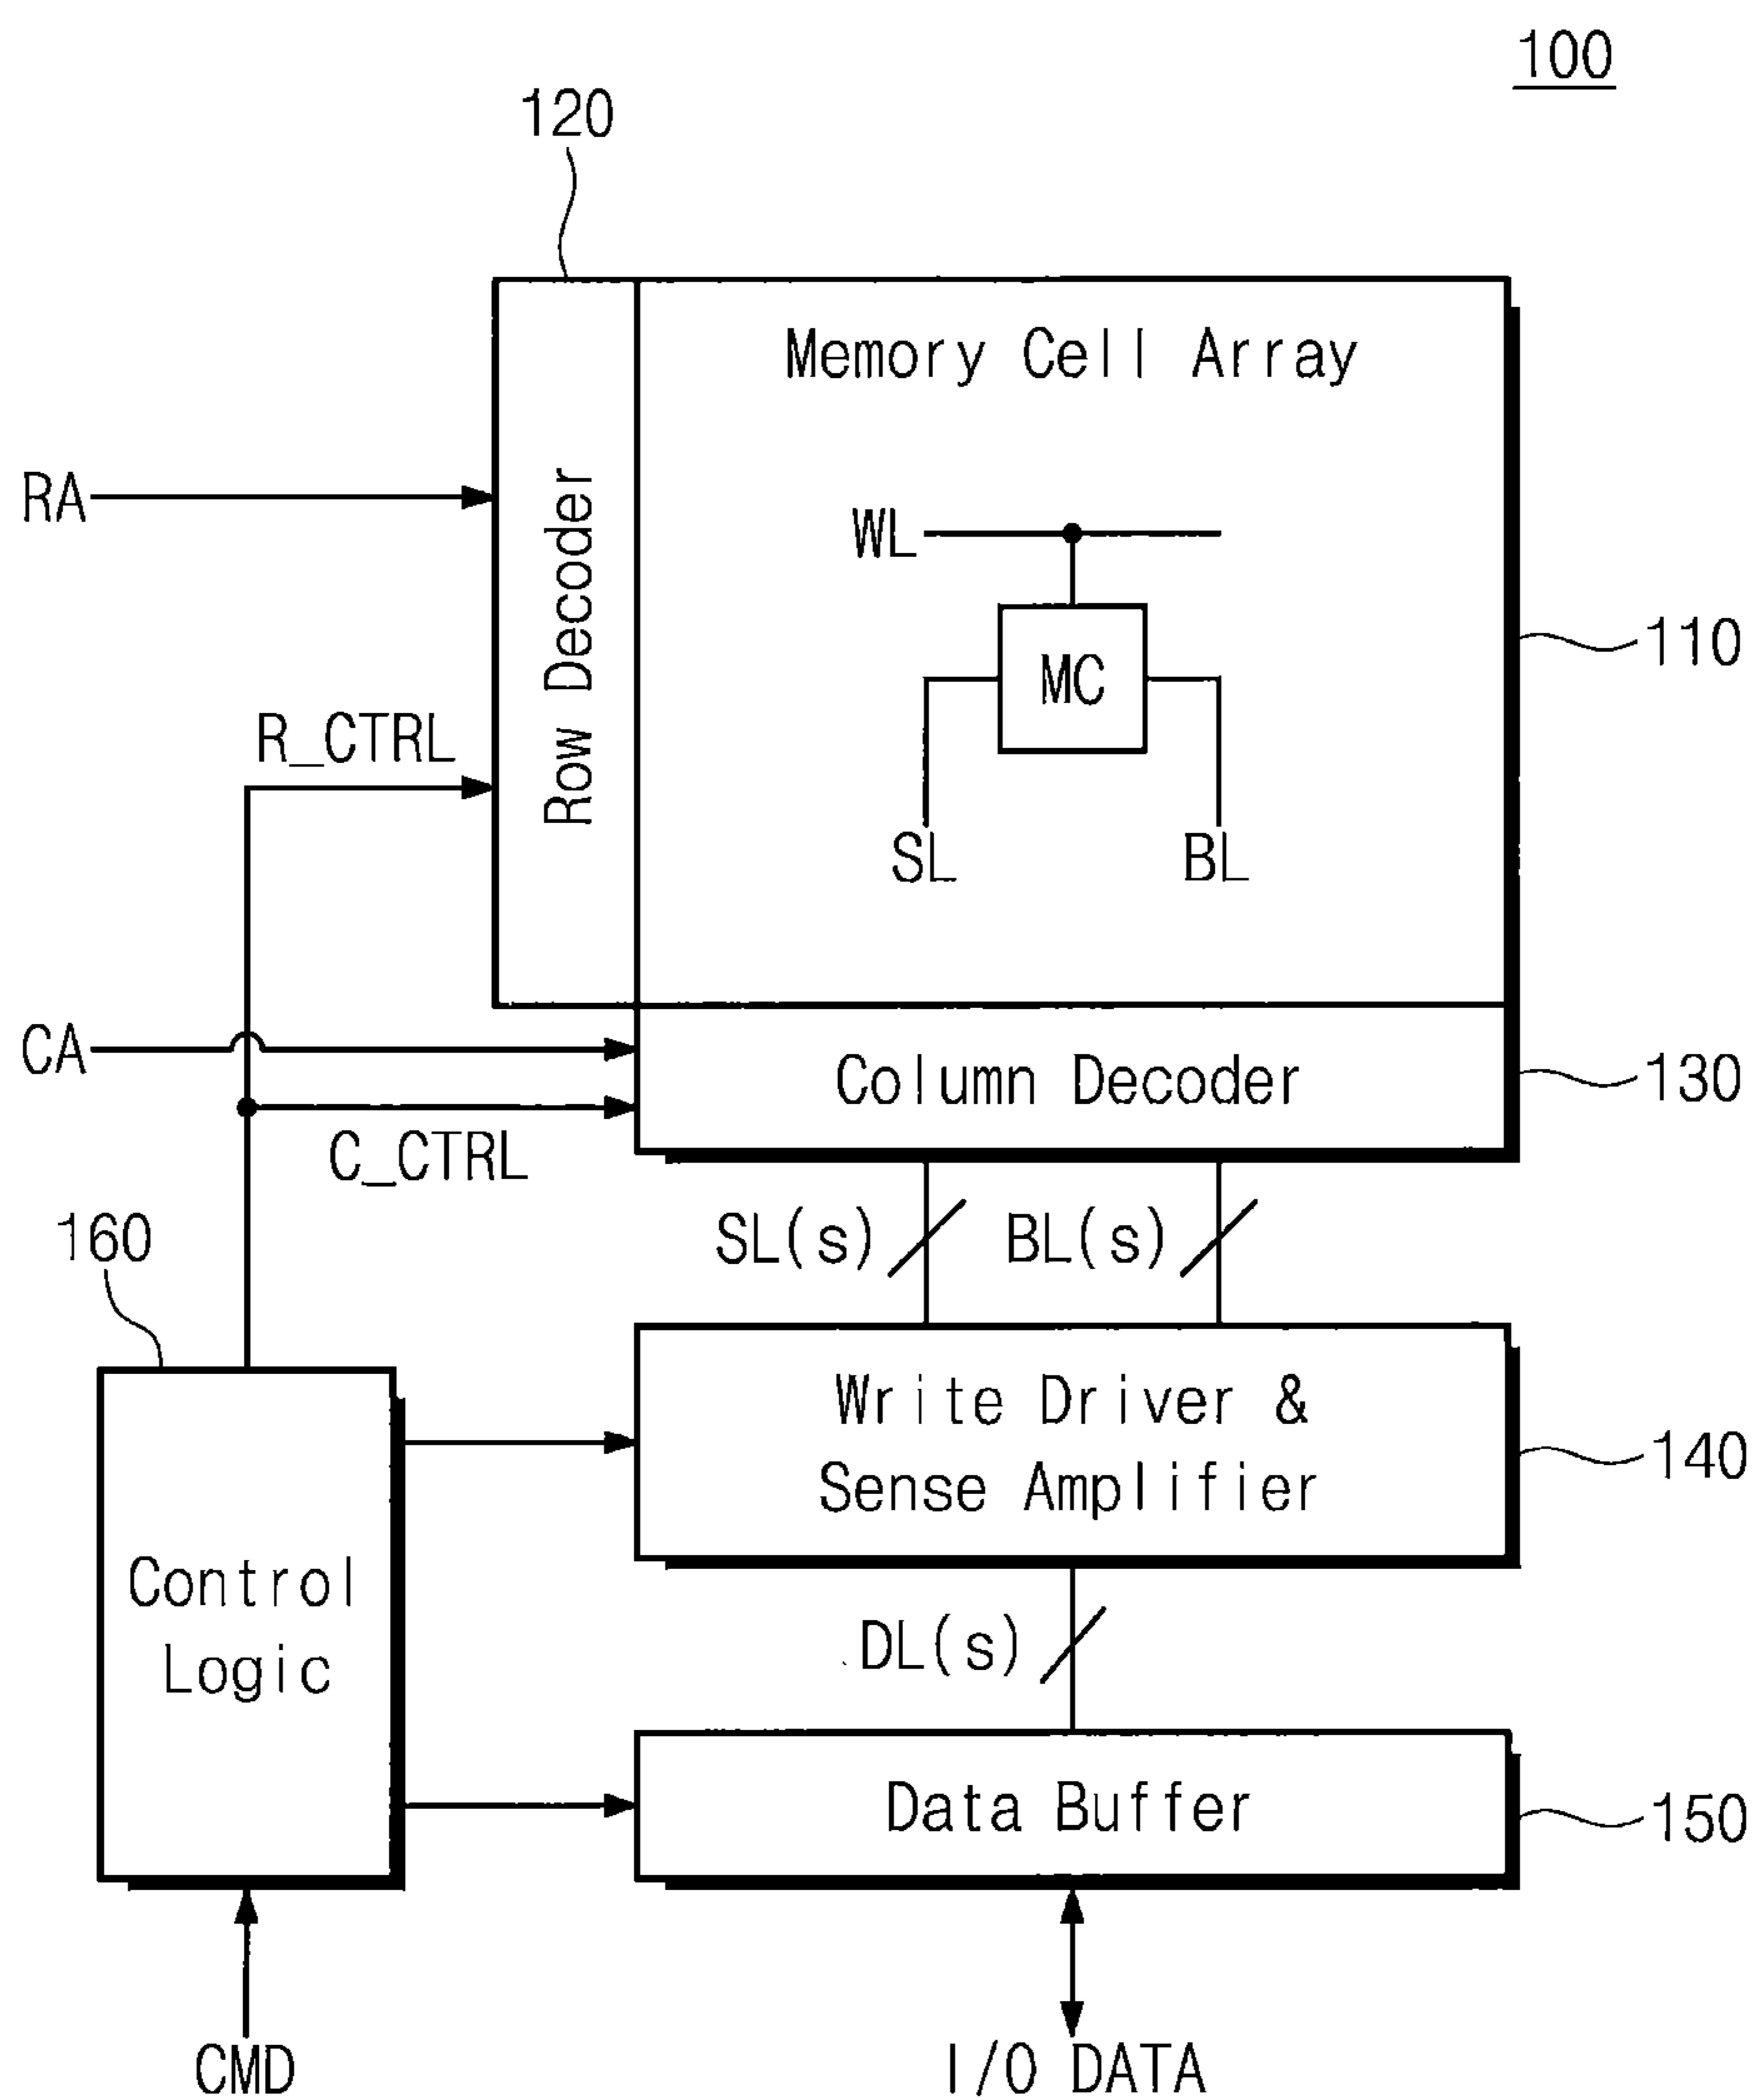 100
120
Memory Cell Array
RA
Row Decoder
WL
MC
110
R_CTRL
SL
BL
CA
Column Decoder
130
C_CTRL
SL(s)
BL(s)
160
Write Driver &
Sense Amplifier
140
Control
Logic
DL(s)
Data Buffer
150
CMD
I/O DATA